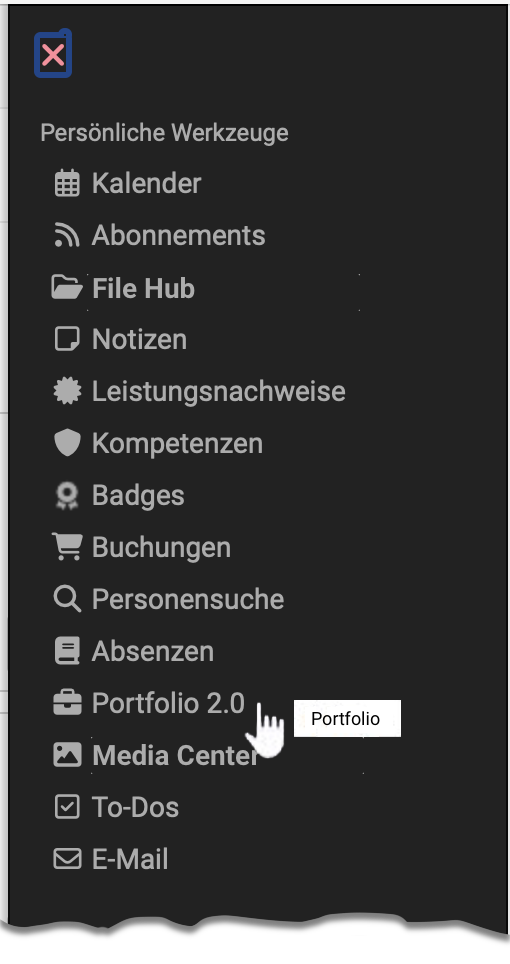 Persönliche Werkzeuge
Kalender
Abonnements
File Hub
Notizen
Leistungsnachweise
Kompetenzen
Badges
Buchungen
Personensuche
Absenzen
Portfolio 2.0
Portfolio
Media Center
To-Dos
E-Mail